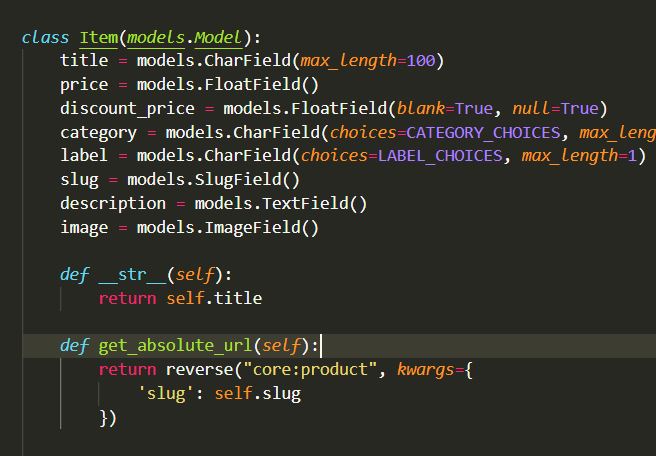 class Item(models.Model):
    title = models.CharField(max_length=100)
    price = models.FloatField()
    discount_price = models.FloatField(blank=True, null=True)
    category = models.CharField(choices=CATEGORY_CHOICES, max_leng
    label = models.CharField(choices=LABEL_CHOICES, max_length=1)
    slug = models.SlugField()
    description = models.TextField()
    image = models.ImageField()
    def __str__(self):
        return self.title
    def get_absolute_url(self):
        return reverse("core:product", kwargs={
            'slug': self.slug
        })